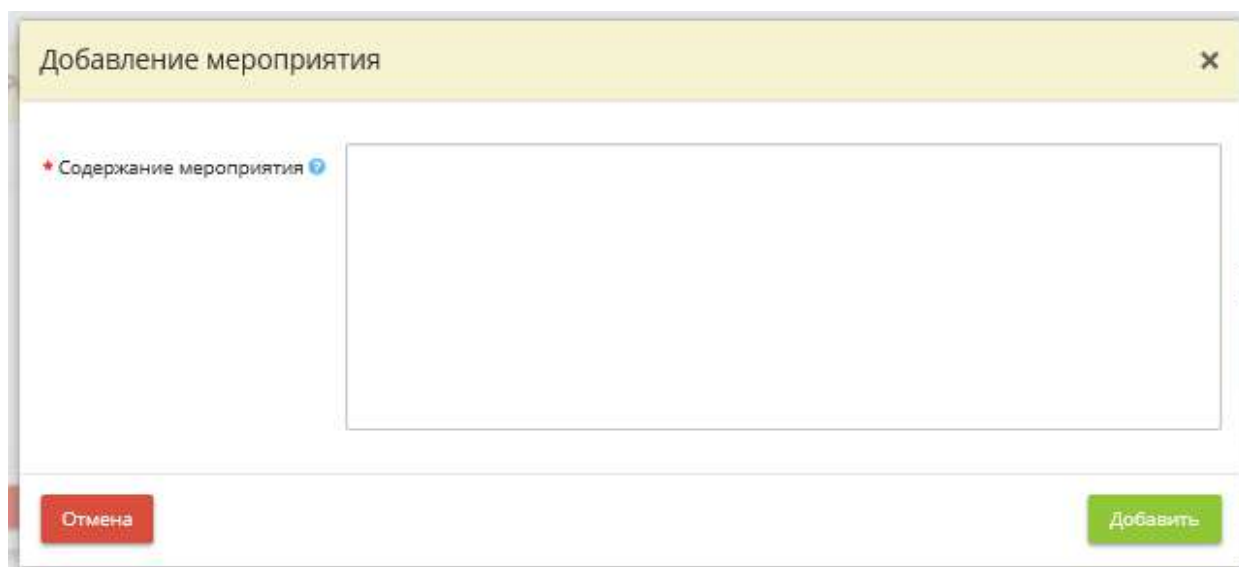 Добавление мероприятия
* Содержание мероприятия
Отмена
Добавить